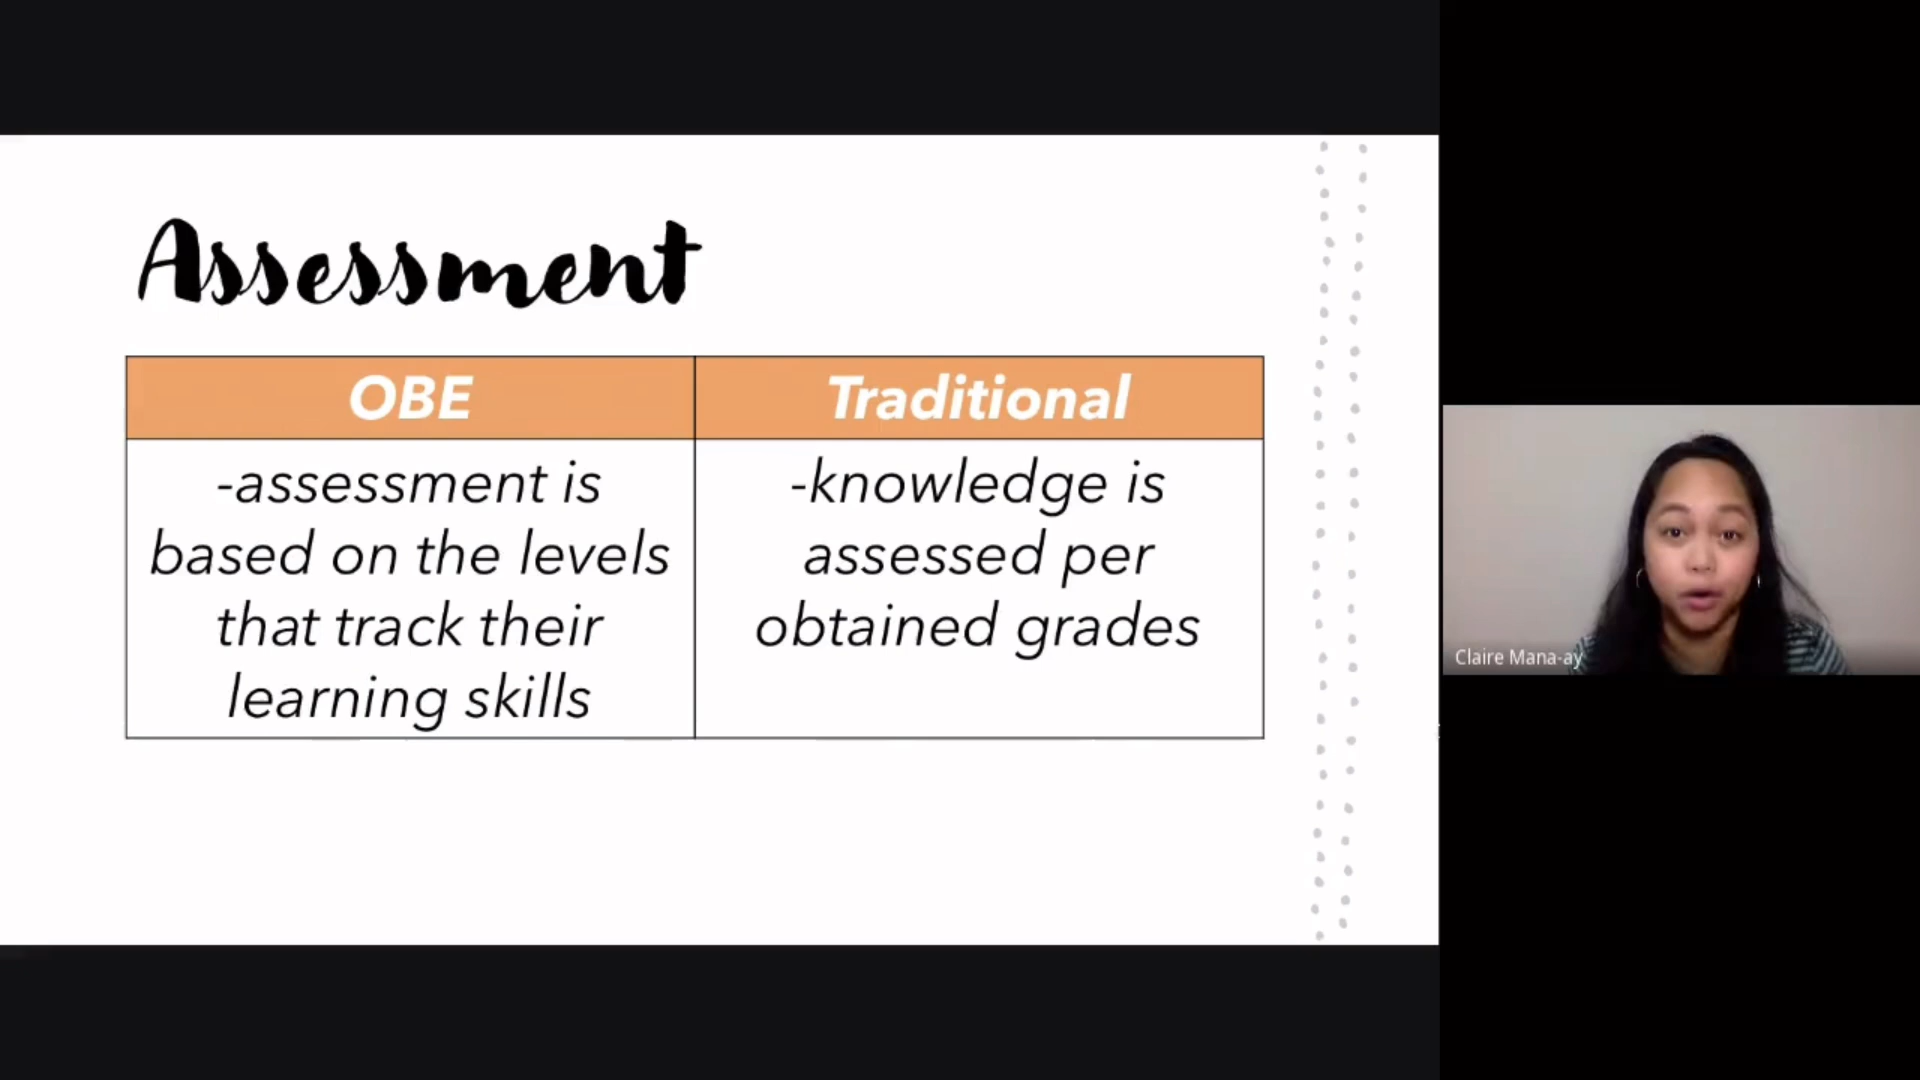 Assessment
OBE
Traditional
-assessment is
based on the levels
that track their
learning skills
-knowledge is
assessed per
obtained grades
Claire Mana-ay